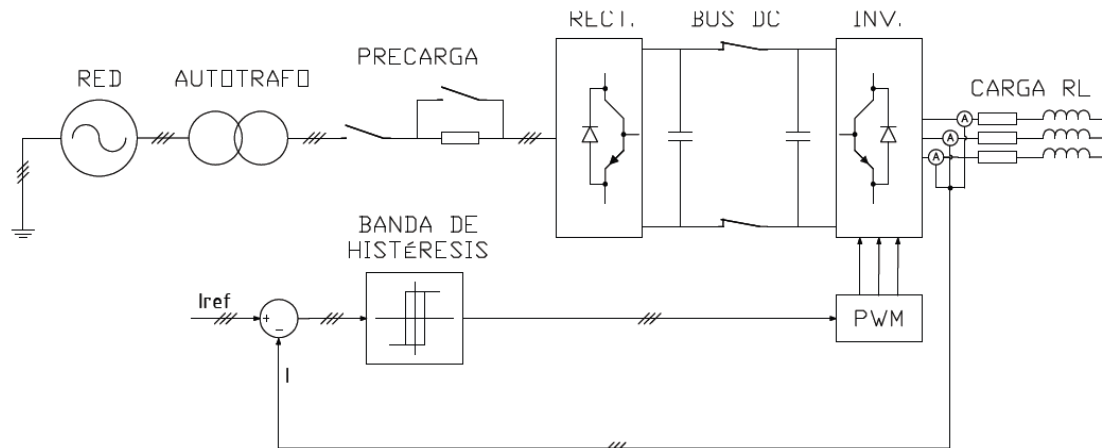 RECT.
BUS DC
INV.
PRECARGA
RED
AUTOTRAFO
CARGA RL
A
A
A
BANDA DE
HISTÉRESIS
Iref
+
−
PWM
I